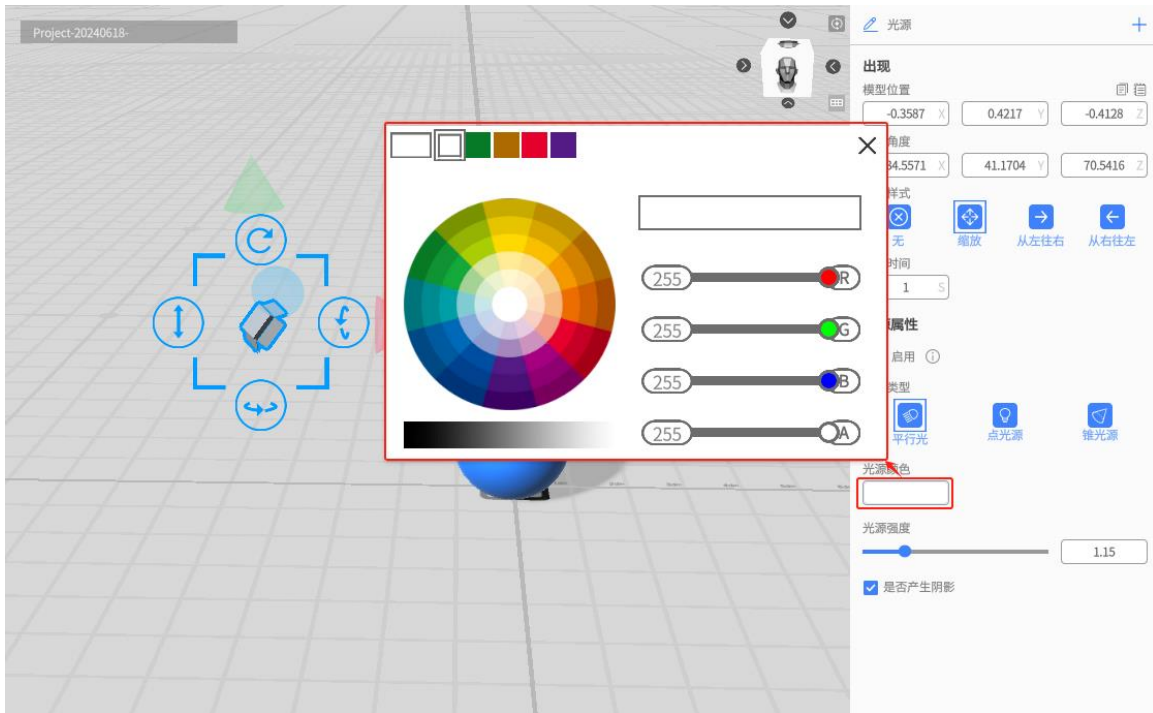 Project-20240618-
光源
出现
模型位置
-0.3587 X 0.4217 Y -0.4128 Z
角度
34.5571 X 41.1704 Y 70.5416 Z
样式
无 缩放 从左往右 从右往左
时间
1 S
属性
启用
类型
平行光 点光源 锥光源
光源颜色
光源强度
1.15
是否产生阴影
255 R
255 G
255 B
255 A